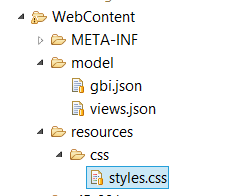 WebContent
META-INF
model
gbi.json
views.json
resources
css
styles.css